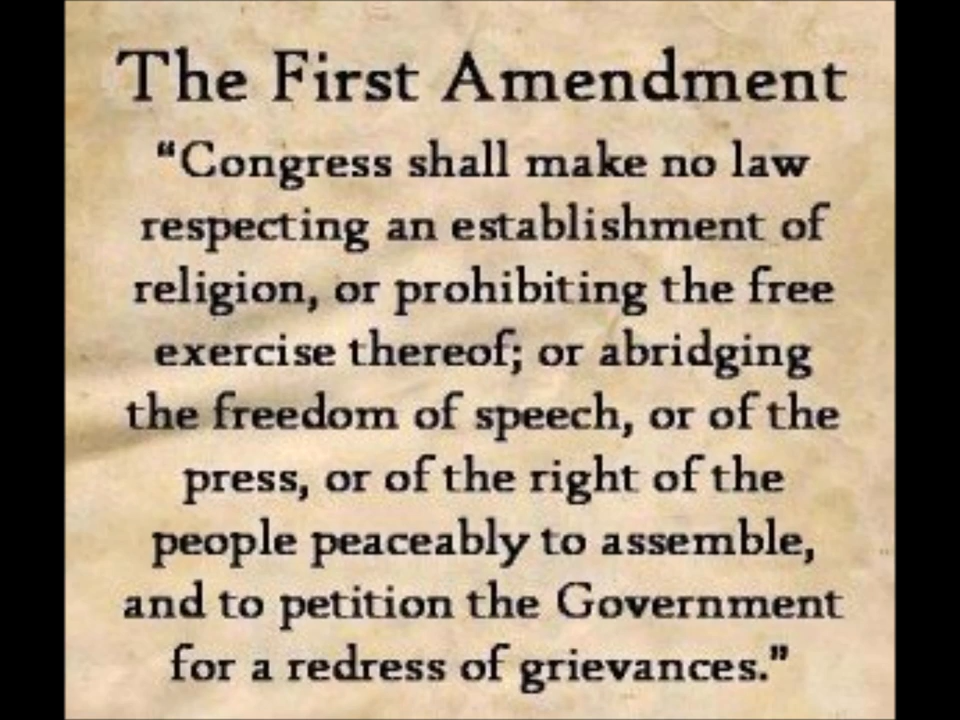 The First Amendment
“Congress shall make no law
respecting an establishment of
religion, or prohibiting the free
exercise thereof; or abridging
the freedom of speech, or of the
press, or of the right of the
people peaceably to assemble,
and to petition the Government
for a redress of grievances.”